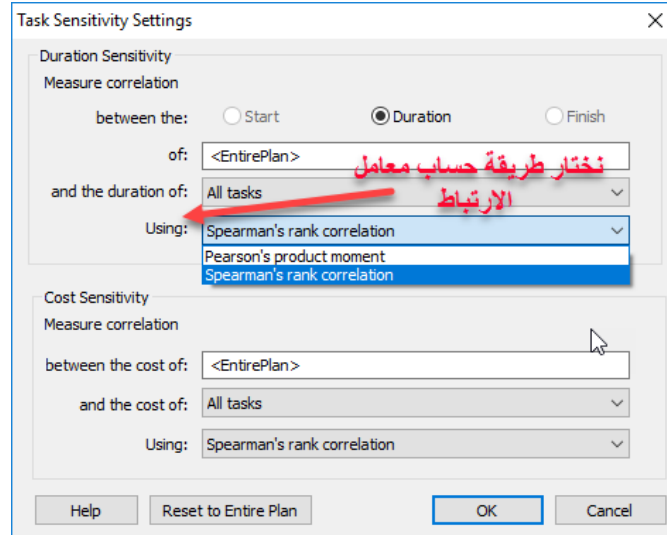 Task Sensitivity Settings
Duration Sensitivity
Measure correlation
between the: Start Duration Finish
of: <EntirePlan>
نختار طريقة حساب معامل
الارتباط
and the duration of: All tasks
Using: Spearman's rank correlation
Pearson's product moment
Spearman's rank correlation
Cost Sensitivity
Measure correlation
between the cost of: <EntirePlan>
and the cost of: All tasks
Using: Spearman's rank correlation
Help Reset to Entire Plan OK Cancel